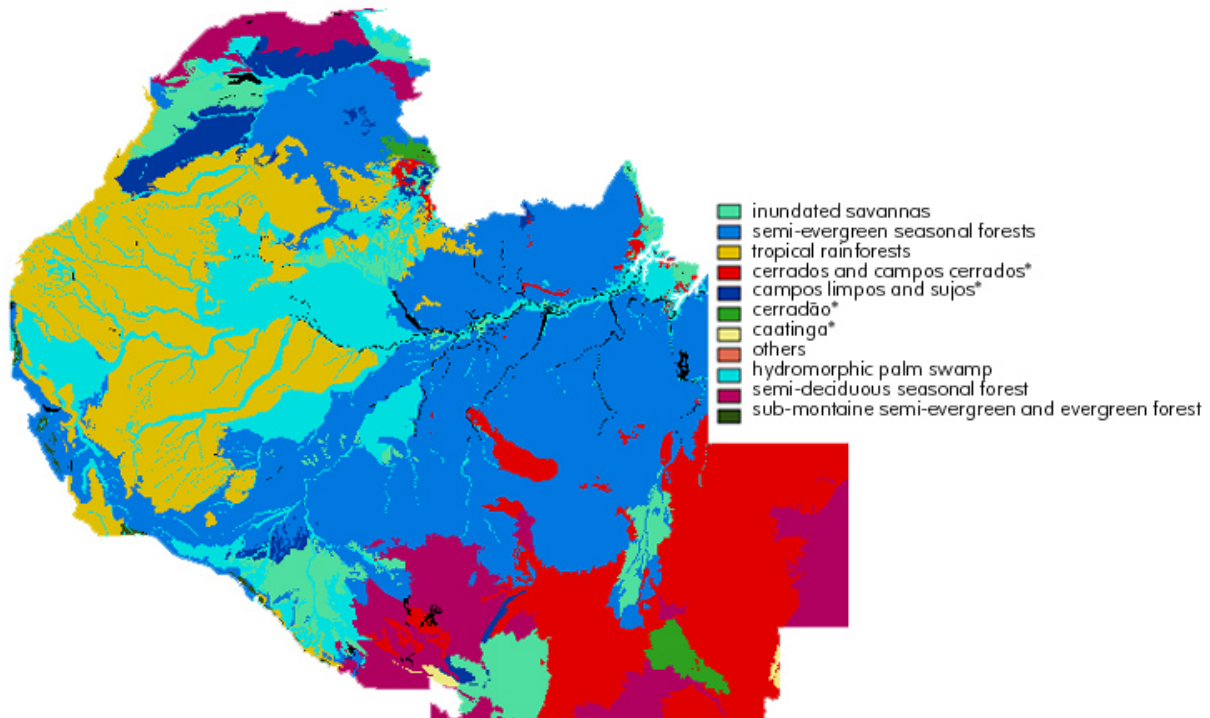 inundated savannas
semi-evergreen seasonal forests
tropical rainforests
cerrados and campos cerrados*
campos limpos and sujos*
cerradão*
caatinga*
others
hydromorphic palm swamp
semi-deciduous seasonal forest
sub-montaine semi-evergreen and evergreen forest